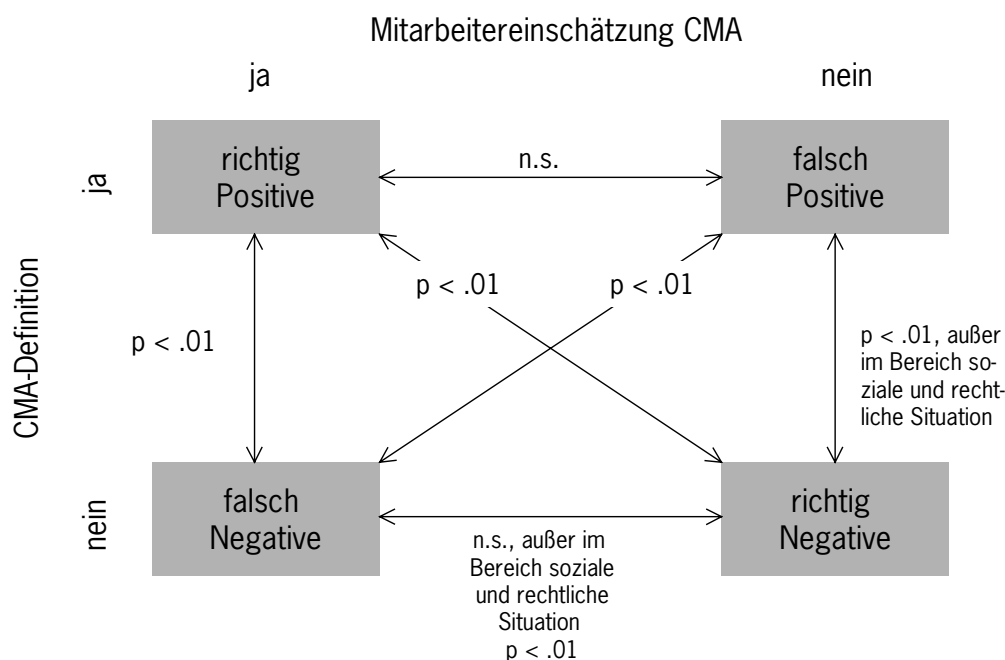 Mitarbeitereinschätzung CMA
ja
nein
CMA-Definition
ja
richtig
Positive
n.s.
falsch
Positive
p < .01
p < .01
p < .01
p < .01, außer
im Bereich so-
ziale und recht-
liche Situation
nein
falsch
Negative
n.s., außer im
Bereich soziale
und rechtliche
Situation
p < .01
richtig
Negative